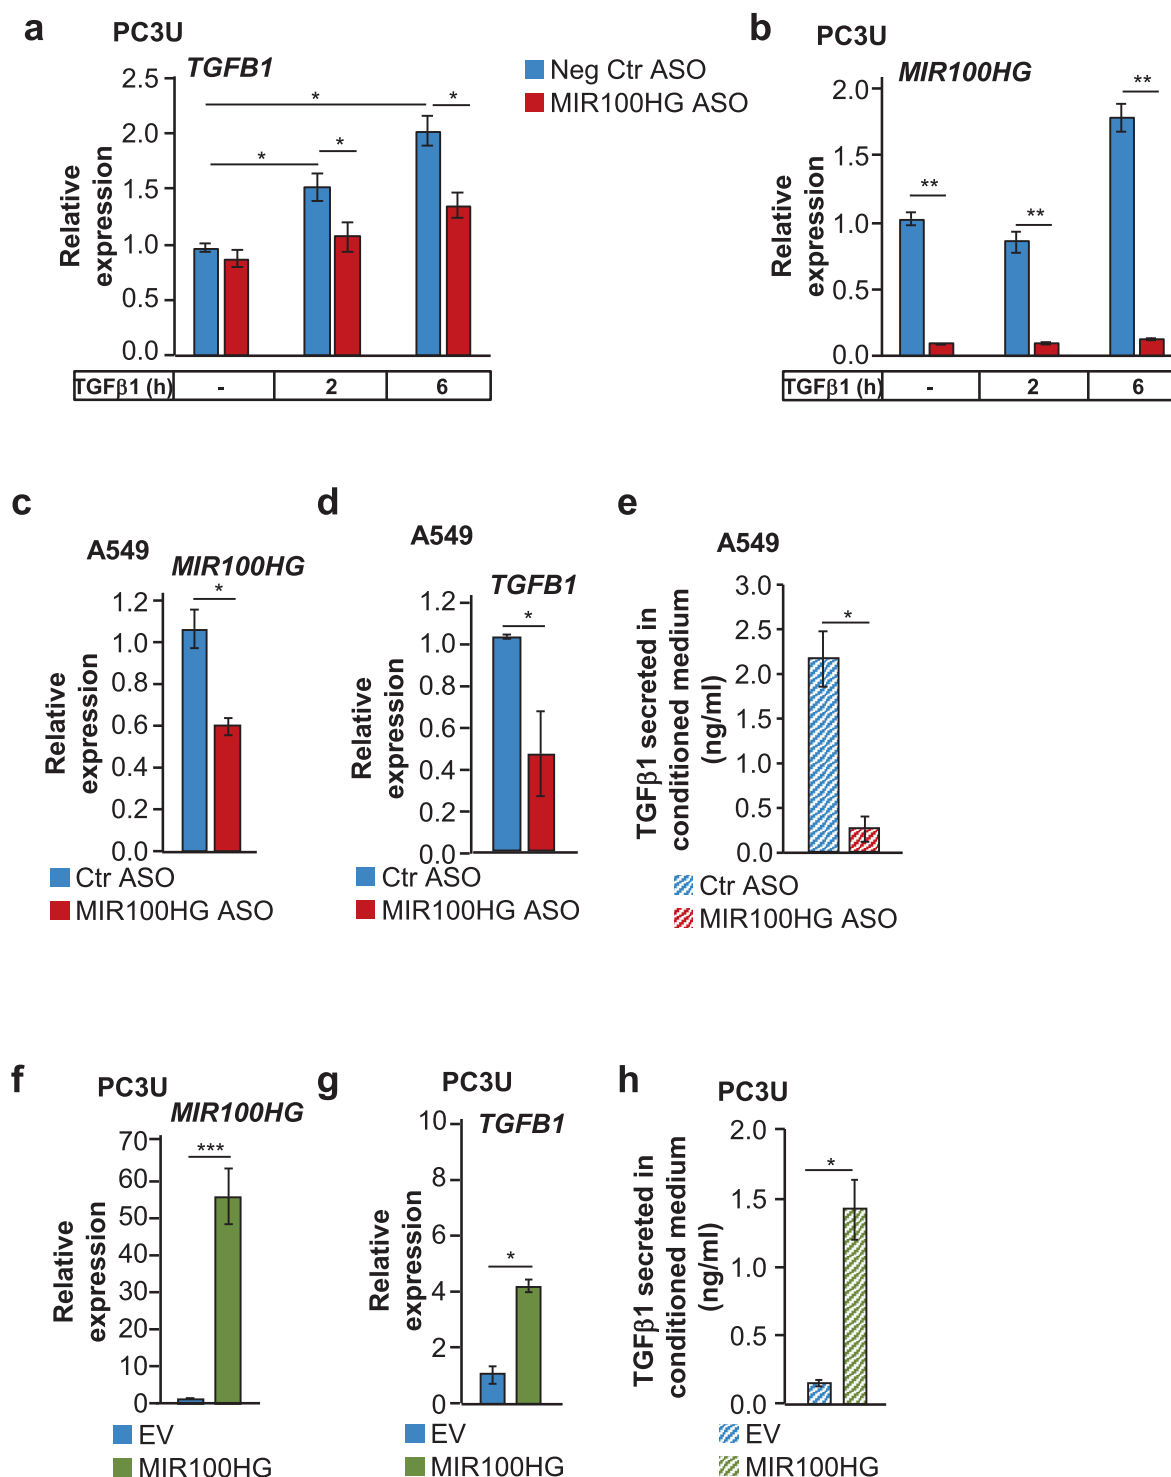 a
PC3U
TGFB1
Relative
expression
2.5
2.0
1.5
1.0
0.5
0.0
*
*
*
*
TGFβ1 (h)
-
2
6
Neg Ctr ASO
MIR100HG ASO
b
PC3U
MIR100HG
Relative
expression
2.0
1.5
1.0
0.5
0.0
**
**
**
TGFβ1 (h)
-
2
6
c
A549
MIR100HG
Relative
expression
1.2
1.0
0.8
0.6
0.4
0.2
0.0
*
Ctr ASO
MIR100HG ASO
d
A549
TGFB1
Relative
expression
1.2
1.0
0.8
0.6
0.4
0.2
0.0
*
Ctr ASO
MIR100HG ASO
e
A549
TGFβ1 secreted in
conditioned medium
(ng/ml)
3.0
2.5
2.0
1.5
1.0
0.5
0.0
*
Ctr ASO
MIR100HG ASO
f
PC3U
MIR100HG
Relative
expression
70
60
50
40
30
20
10
0
***
EV
MIR100HG
g
PC3U
TGFB1
Relative
expression
10
8
6
4
2
0
*
EV
MIR100HG
h
PC3U
TGFβ1 secreted in
conditioned medium
(ng/ml)
2.0
1.5
1.0
0.5
0.0
*
EV
MIR100HG